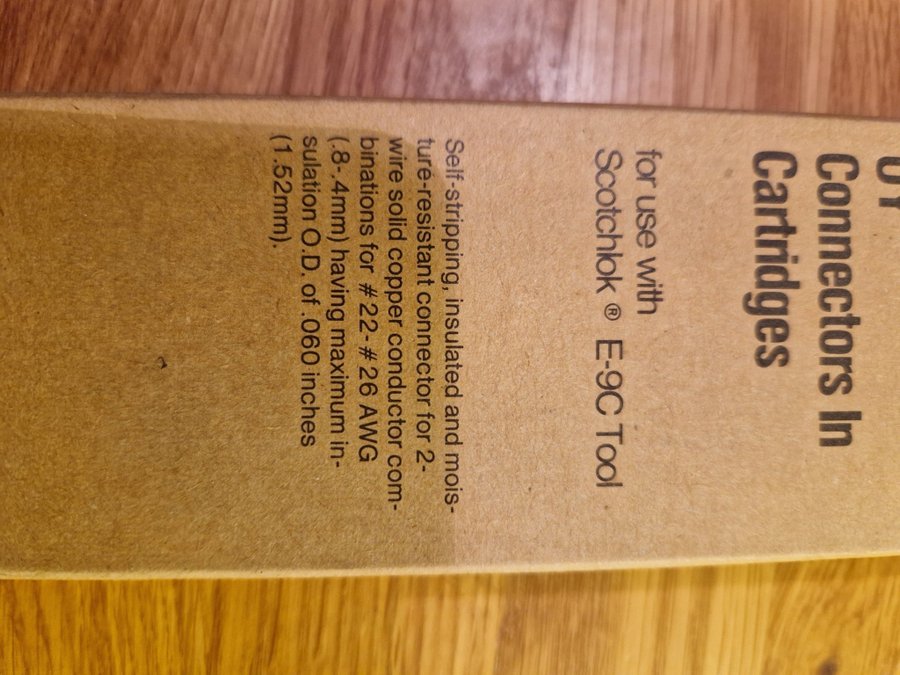 Connectors In
Cartridges
for use with
Scotchlok ® E-9C Tool
Self-stripping, insulated and mois-
ture-resistant connector for 2-
wire solid copper conductor com-
binations for #22-#26 AWG
(.8-.4mm) having maximum in-
sulation O.D. of .060 inches
(1.52mm).